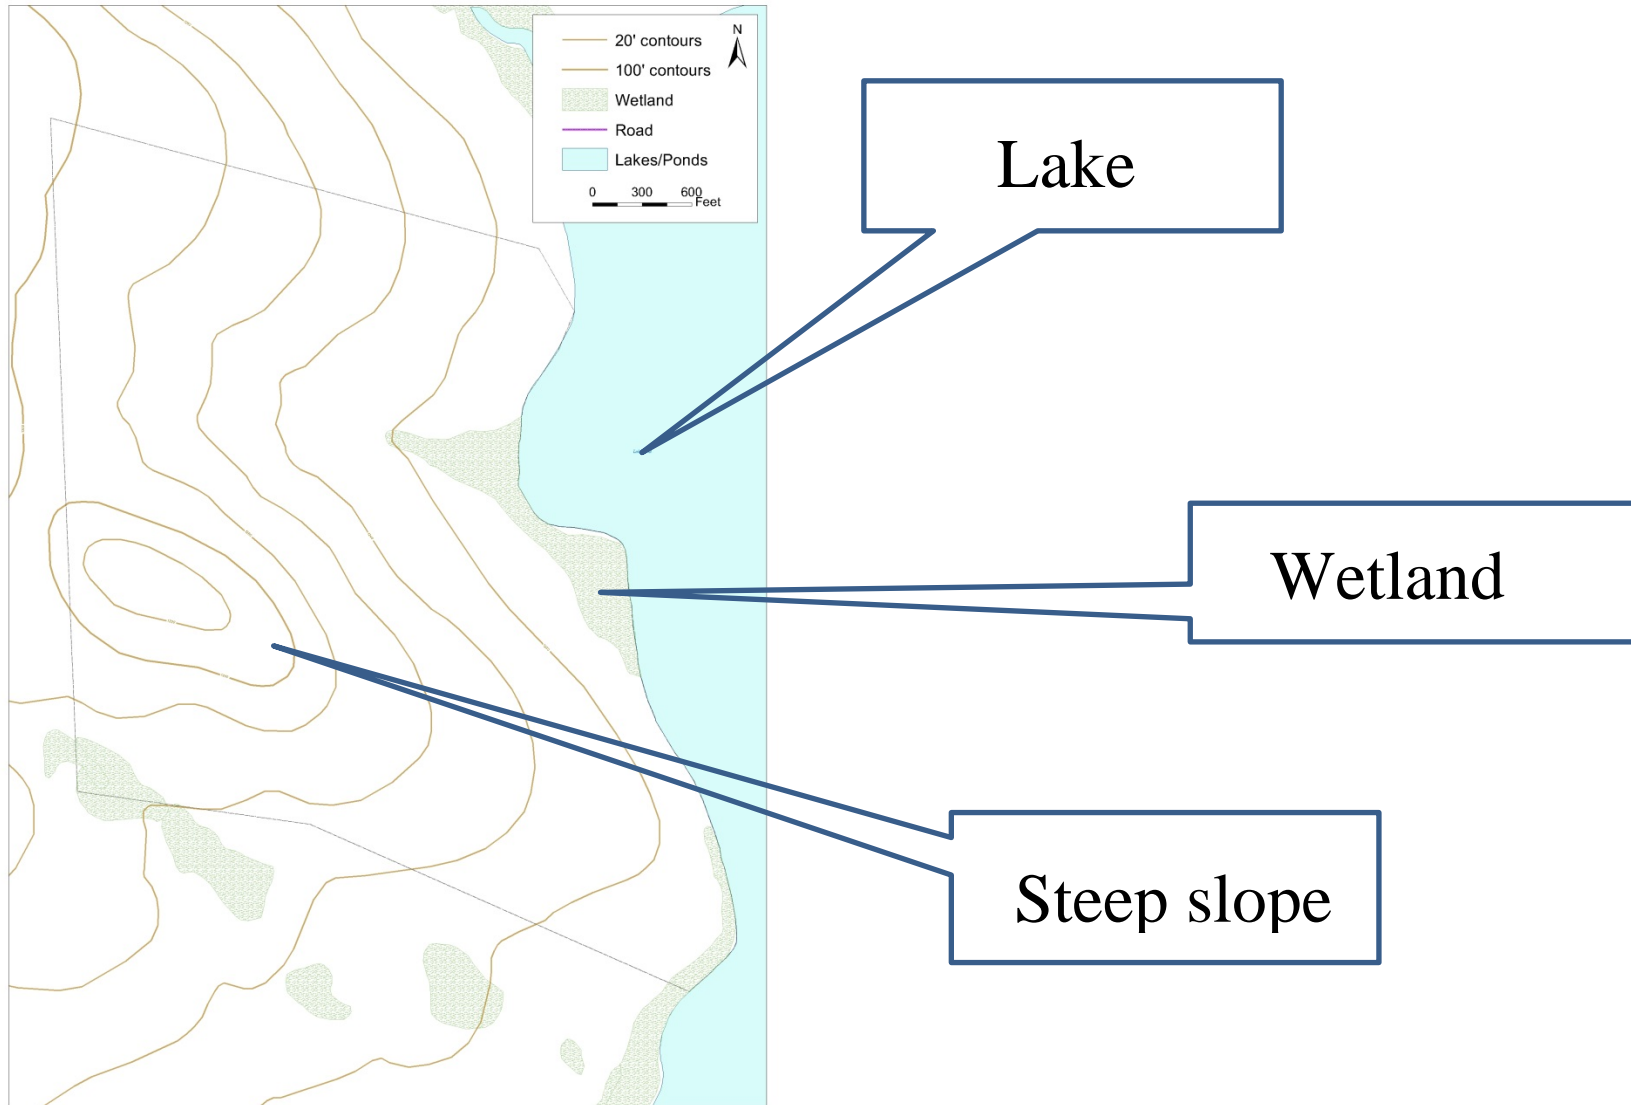 N
20' contours
100' contours
Wetland
Road
Lakes/Ponds
0 300 600
Feet
Lake
Wetland
Steep slope